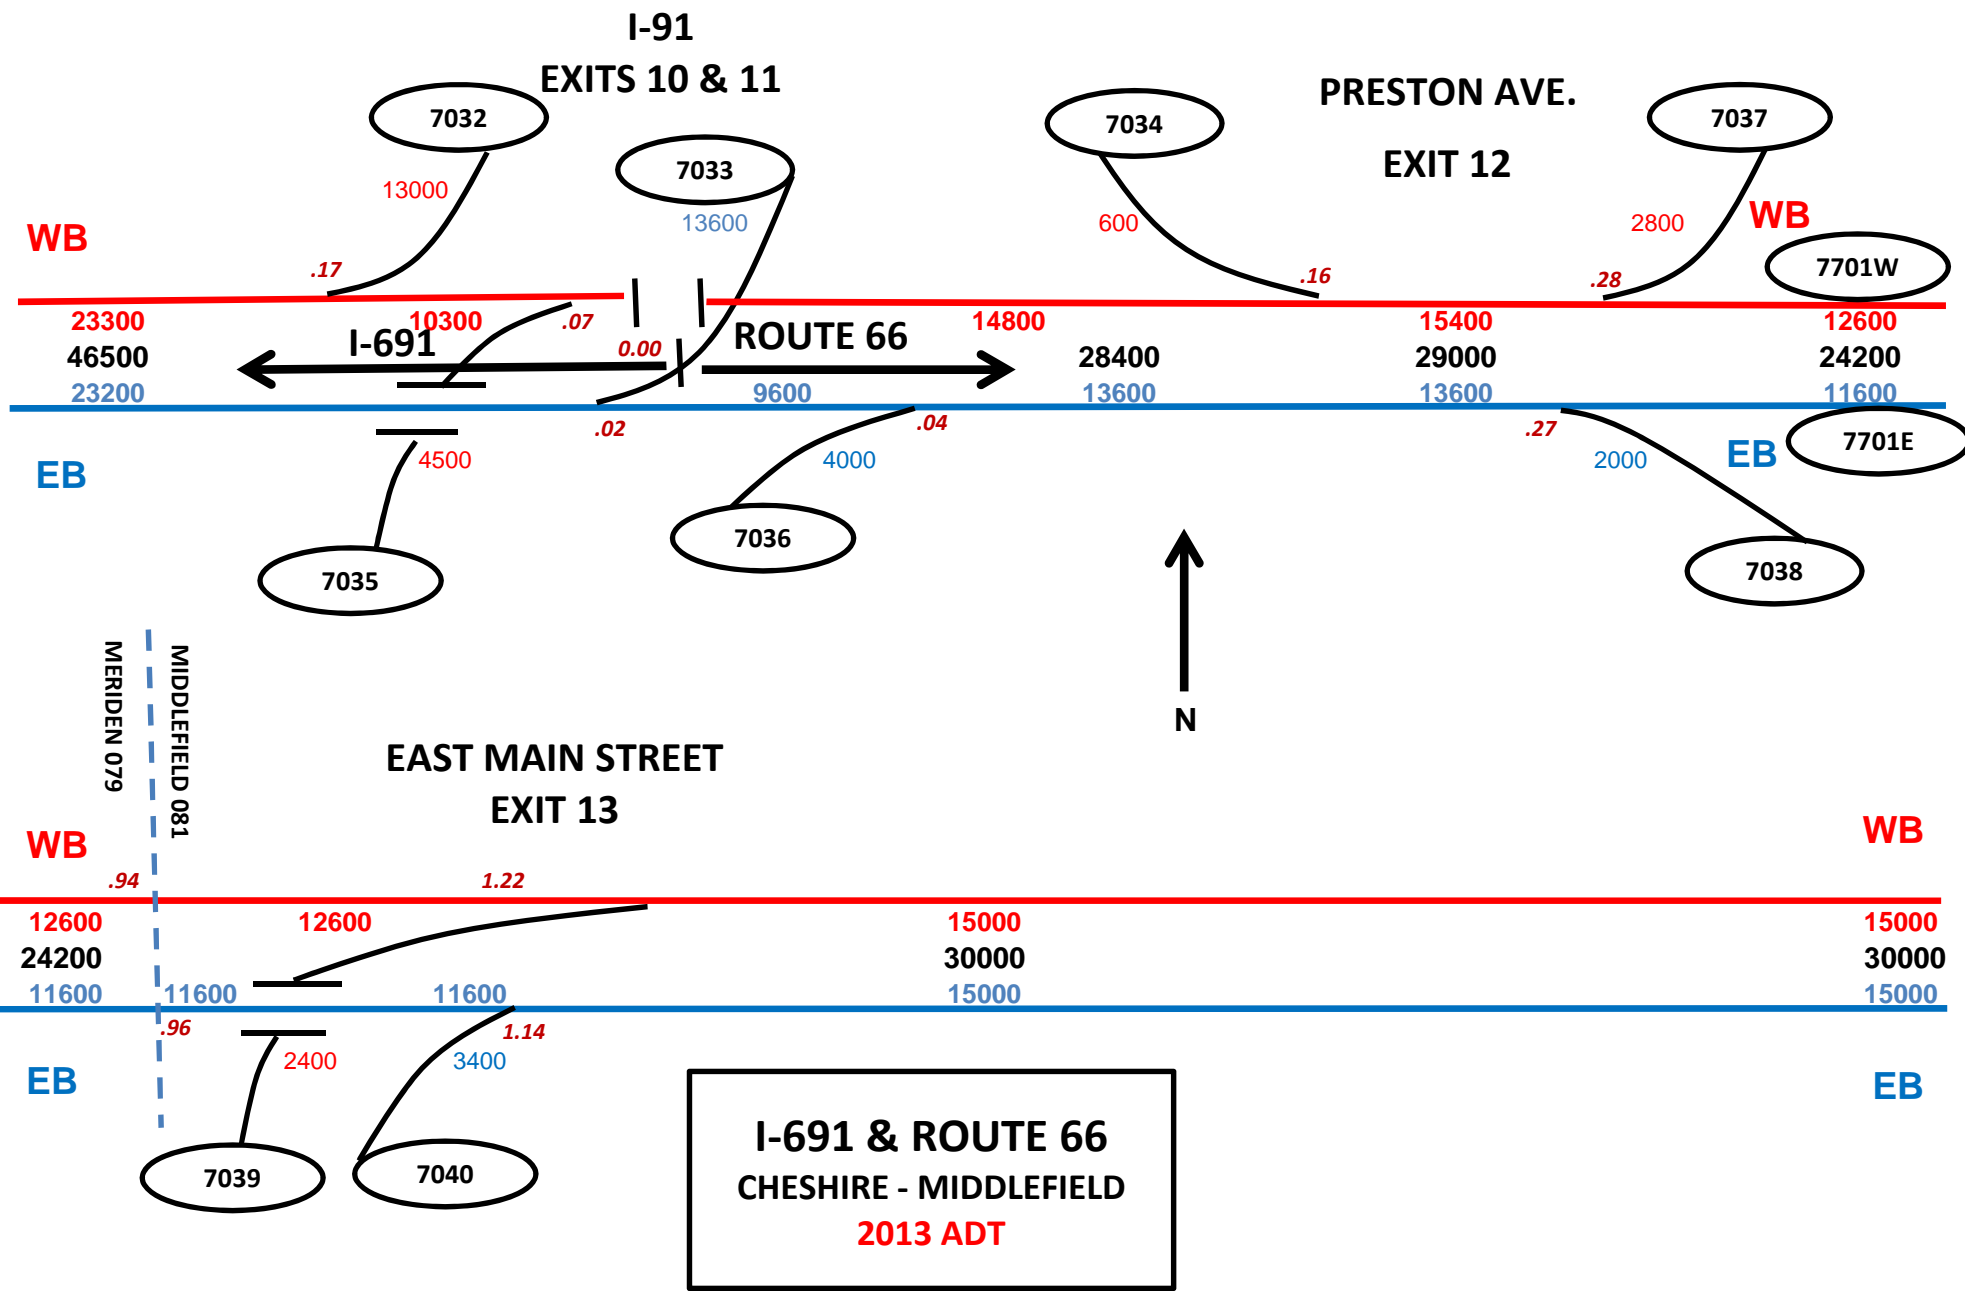 I-91
EXITS 10 & 11
PRESTON AVE.
EXIT 12
7032
7033
7034
7037
13000
13600
600
2800
WB
WB
7701W
.17
.16
.28
23300
10300
.07
14800
15400
12600
I-691
0.00
ROUTE 66
46500
28400
29000
24200
23200
9600
13600
13600
11600
.02
.04
.27
7701E
EB
4500
4000
2000
EB
7035
7036
7038
N
MERIDEN 079
MIDDLEFIELD 081
EAST MAIN STREET
EXIT 13
WB
WB
.94
1.22
12600
12600
15000
15000
24200
30000
30000
11600
11600
11600
15000
15000
.96
1.14
2400
3400
EB
EB
7039
7040
I-691 & ROUTE 66
CHESHIRE - MIDDLEFIELD
2013 ADT